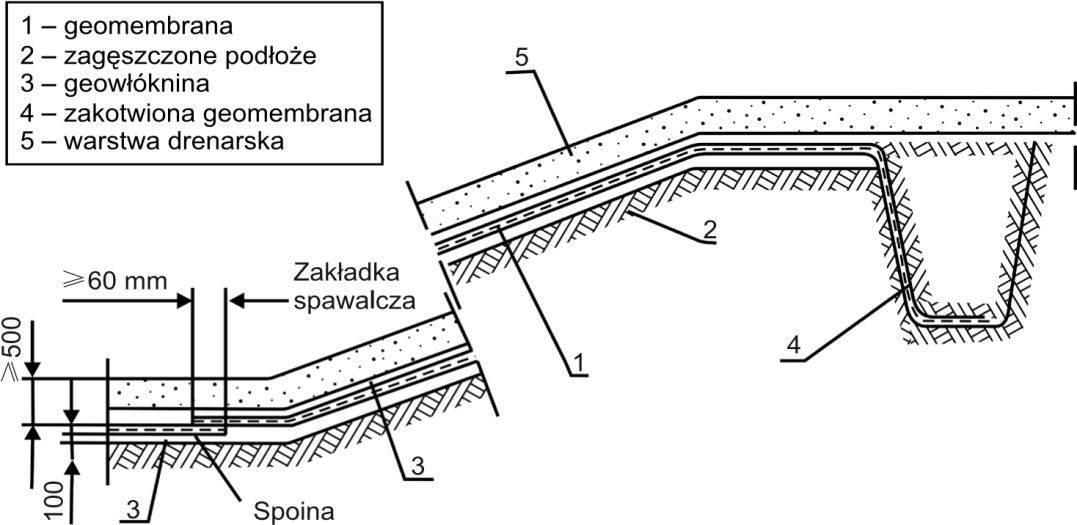 1 – geomembrana
2 – zagęszczone podłoże
3 – geowłóknina
4 – zakotwiona geomembrana
5 – warstwa drenarska
5
2
⩾60 mm
Zakładka
spawalcza
⩾500
4
1
3
100
3
Spoina